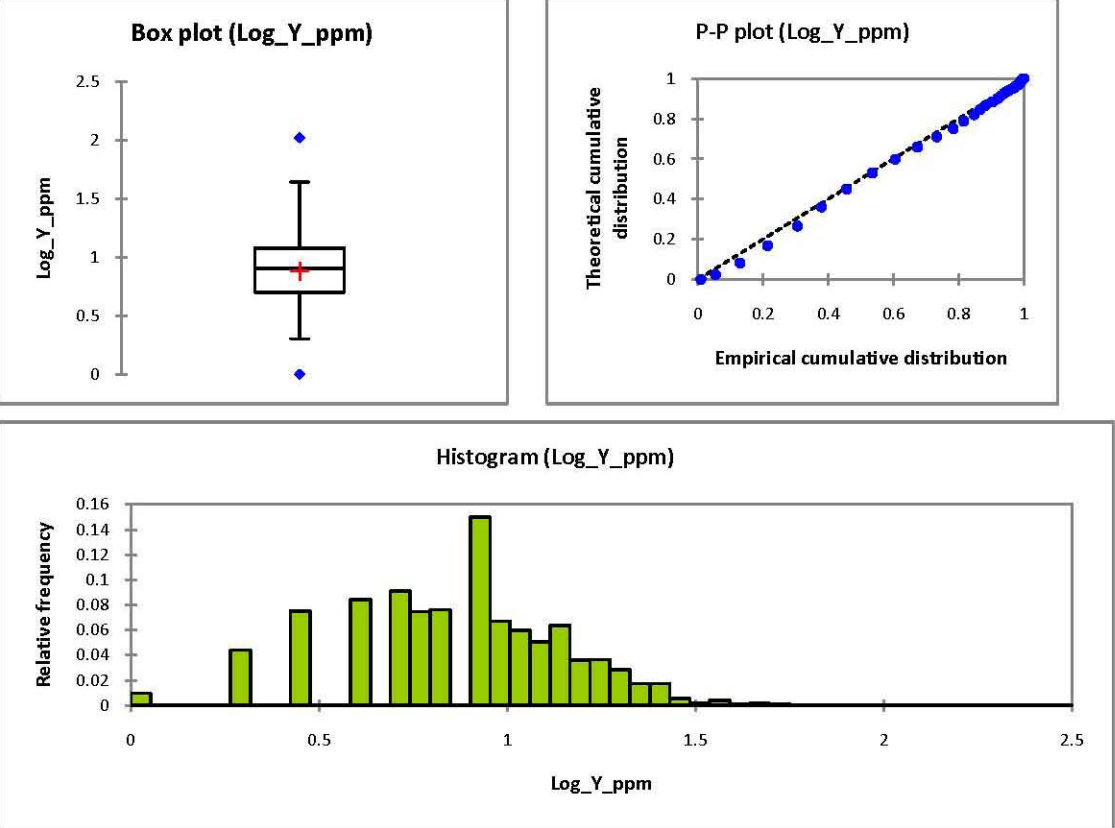 Box plot (Log_Y_ppm)
2.5
2
1.5
1
0.5
0
Log_Y_ppm
P-P plot (Log_Y_ppm)
1
0.8
0.6
0.4
0.2
0
Theoretical cumulative
distribution
0 0.2 0.4 0.6 0.8 1
Empirical cumulative distribution
Histogram (Log_Y_ppm)
0.16
0.14
0.12
0.1
0.08
0.06
0.04
0.02
0
Relative frequency
0 0.5 1 1.5 2 2.5
Log_Y_ppm